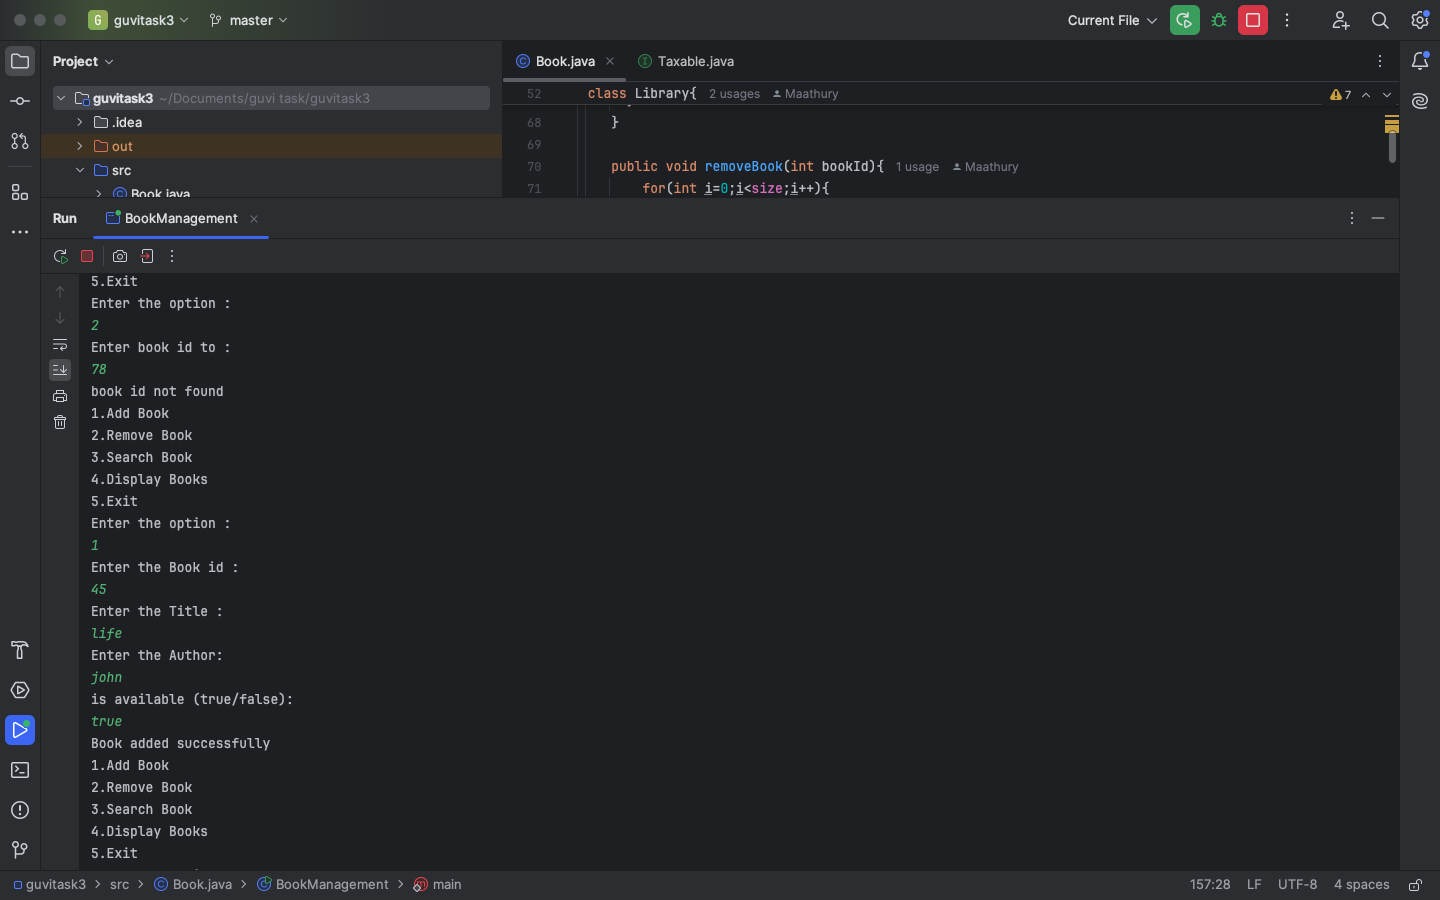 G guvitask3 master Current File
Project
Book.java Taxable.java
guvitask3 ~/Documents/guvi task/guvitask3
.idea
out
src
Book.java
52 class Library{ 2 usages Maathury 7
68 }
69
70 public void removeBook(int bookId){ 1 usage Maathury
71 for(int i=0;i<size;i++){
Run BookManagement
5.Exit
Enter the option :
2
Enter book id to :
78
book id not found
1.Add Book
2.Remove Book
3.Search Book
4.Display Books
5.Exit
Enter the option :
1
Enter the Book id :
45
Enter the Title :
life
Enter the Author:
john
is available (true/false):
true
Book added successfully
1.Add Book
2.Remove Book
3.Search Book
4.Display Books
5.Exit
guvitask3 > src > Book.java > BookManagement > main 157:28 LF UTF-8 4 spaces